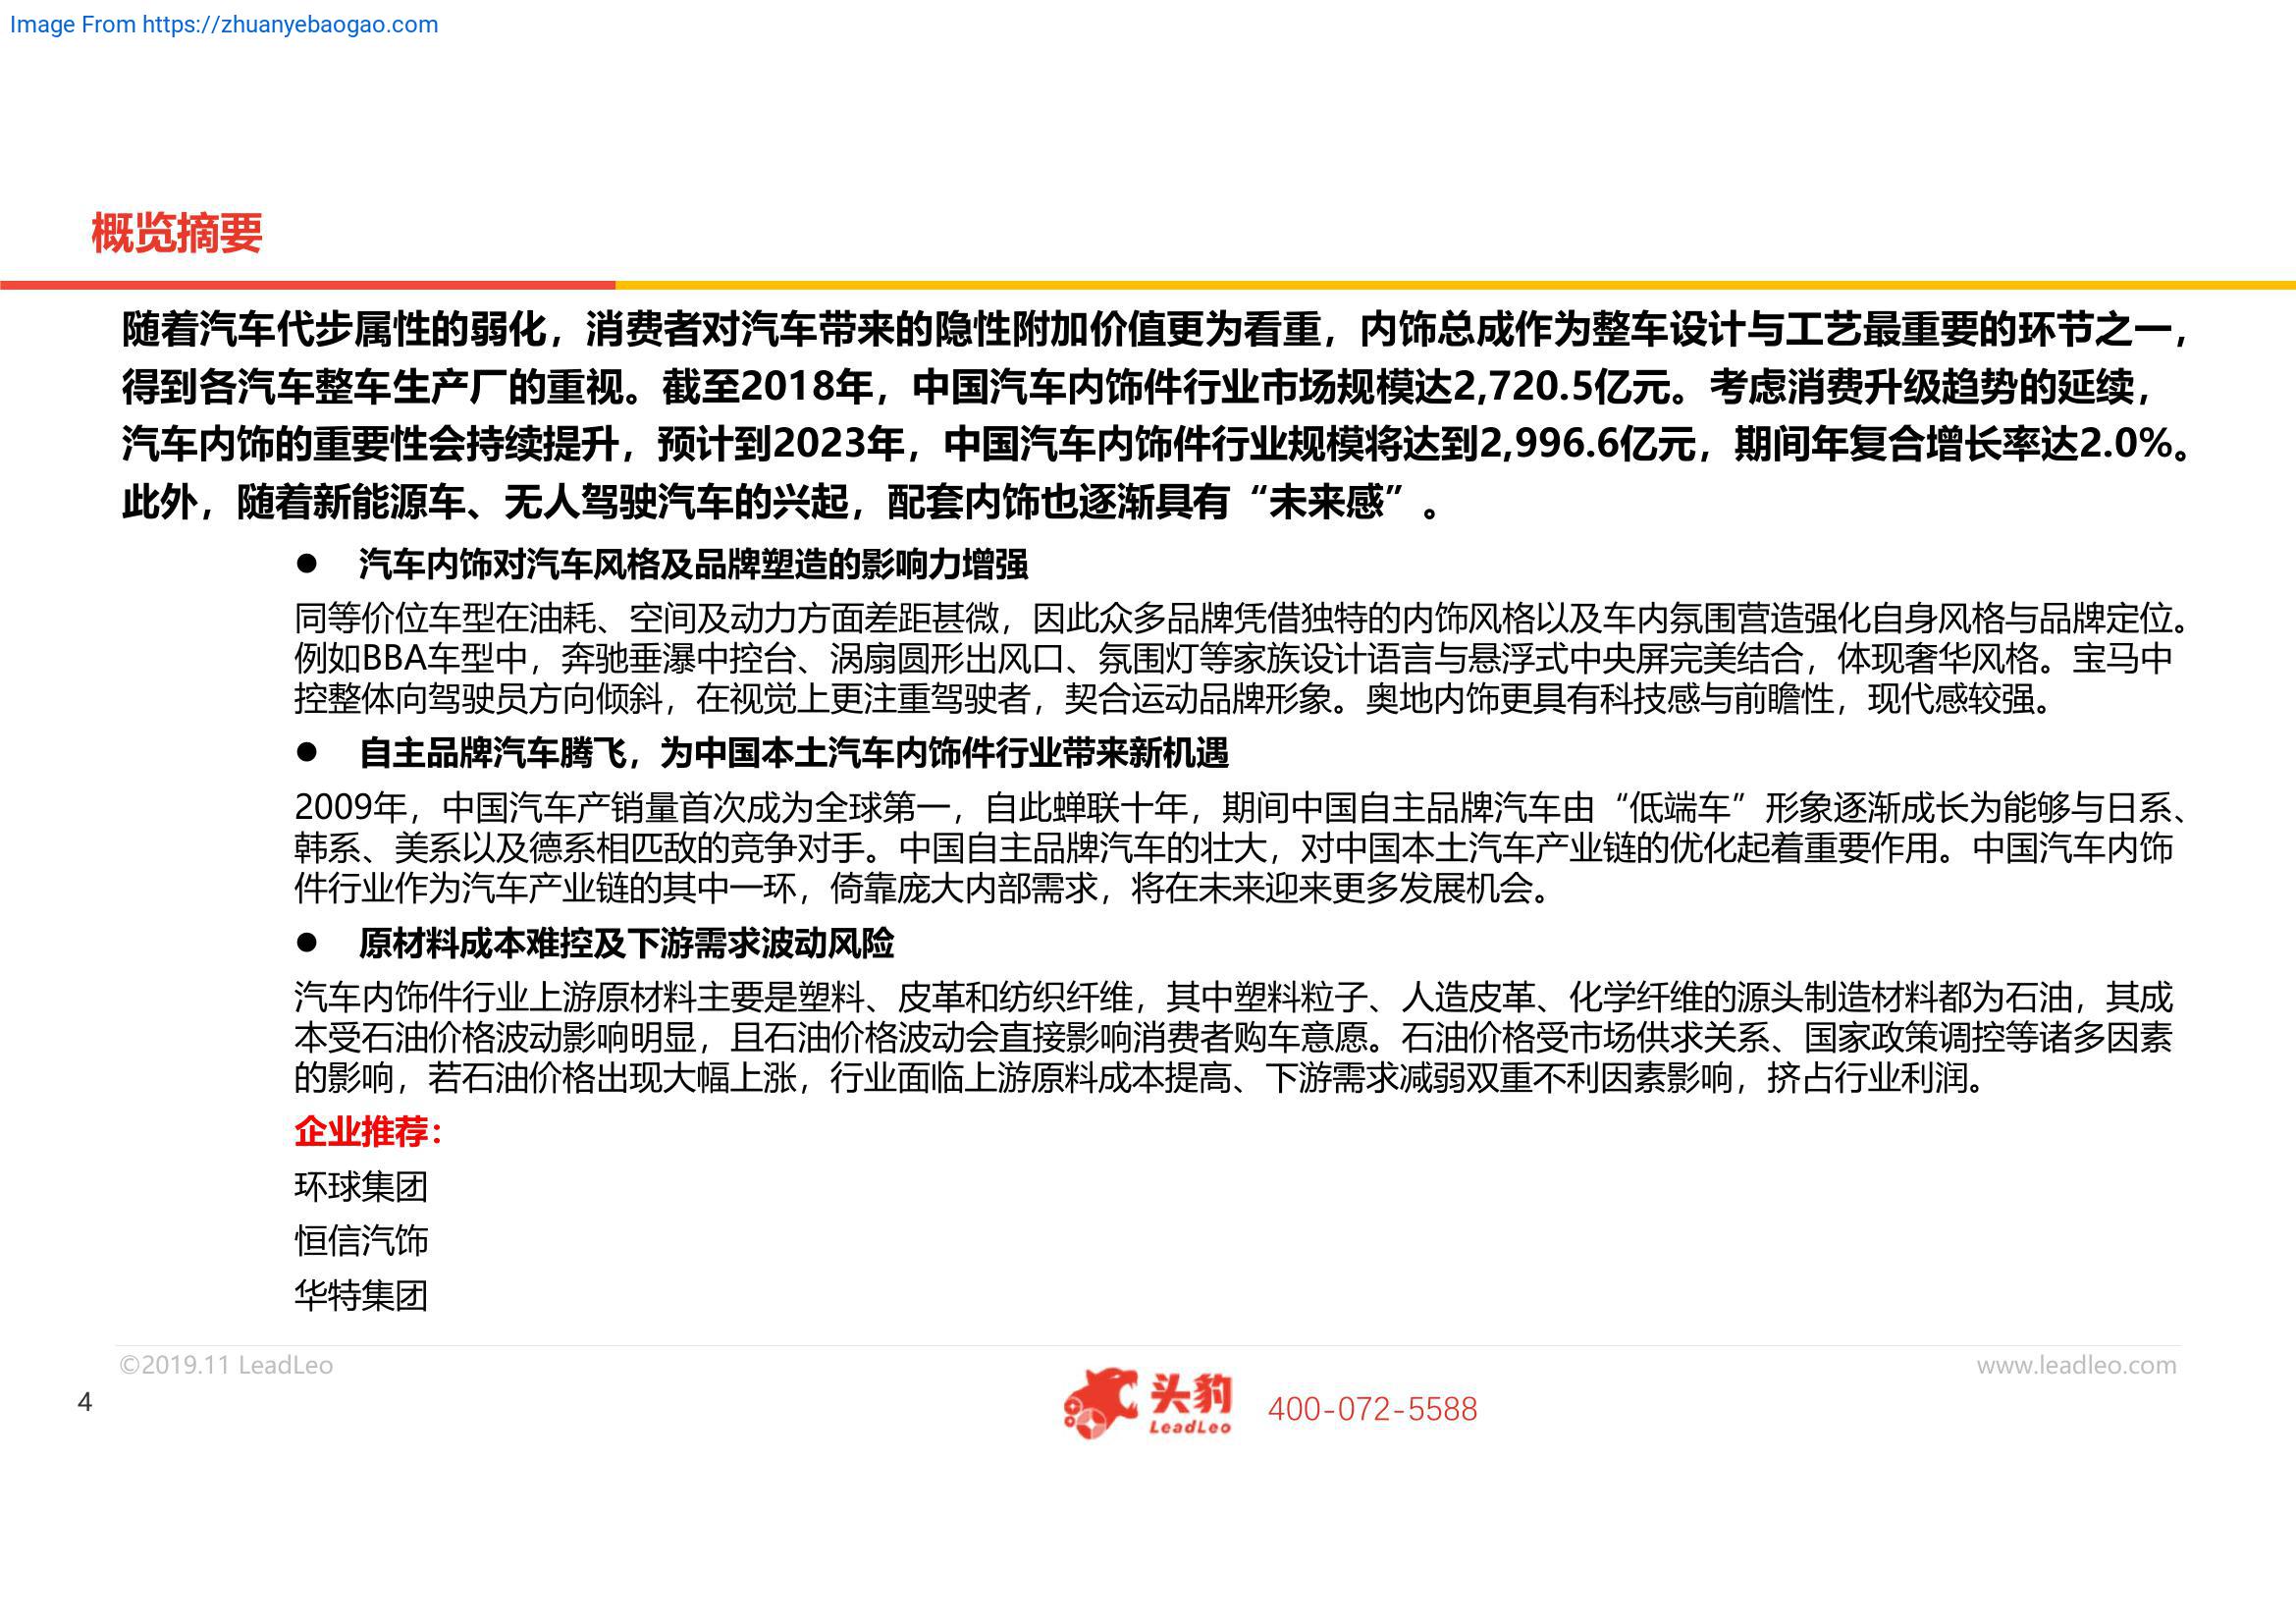 Image From https://zhuanyebaogao.com
概览摘要
随着汽车代步属性的弱化，消费者对汽车带来的隐性附加价值更为看重，内饰总成作为整车设计与工艺最重要的环节之一，
得到各汽车整车生产厂的重视。截至2018年，中国汽车内饰件行业市场规模达2,720.5亿元。考虑消费升级趋势的延续，
汽车内饰的重要性会持续提升，预计到2023年，中国汽车内饰件行业规模将达到2,996.6亿元，期间年复合增长率达2.0%。
此外，随着新能源车、无人驾驶汽车的兴起，配套内饰也逐渐具有“未来感”。
● 汽车内饰对汽车风格及品牌塑造的影响力增强
同等价位车型在油耗、空间及动力方面差距甚微，因此众多品牌凭借独特的内饰风格以及车内氛围营造强化自身风格与品牌定位。
例如BBA车型中，奔驰垂瀑中控台、涡扇圆形出风口、氛围灯等家族设计语言与悬浮式中央屏完美结合，体现奢华风格。宝马中
控整体向驾驶员方向倾斜，在视觉上更注重驾驶者，契合运动品牌形象。奥地内饰更具有科技感与前瞻性，现代感较强。
● 自主品牌汽车腾飞，为中国本土汽车内饰件行业带来新机遇
2009年，中国汽车产销量首次成为全球第一，自此蝉联十年，期间中国自主品牌汽车由“低端车”形象逐渐成长为能够与日系、
韩系、美系以及德系相匹敌的竞争对手。中国自主品牌汽车的壮大，对中国本土汽车产业链的优化起着重要作用。中国汽车内饰
件行业作为汽车产业链的其中一环，倚靠庞大内部需求，将在未来迎来更多发展机会。
● 原材料成本难控及下游需求波动风险
汽车内饰件行业上游原材料主要是塑料、皮革和纺织纤维，其中塑料粒子、人造皮革、化学纤维的源头制造材料都为石油，其成
本受石油价格波动影响明显，且石油价格波动会直接影响消费者购车意愿。石油价格受市场供求关系、国家政策调控等诸多因素
的影响，若石油价格出现大幅上涨，行业面临上游原料成本提高、下游需求减弱双重不利因素影响，挤占行业利润。
企业推荐：
环球集团
恒信汽饰
华特集团
©2019.11 LeadLeo
www.leadleo.com
4
头豹
LeadLeo
400-072-5588